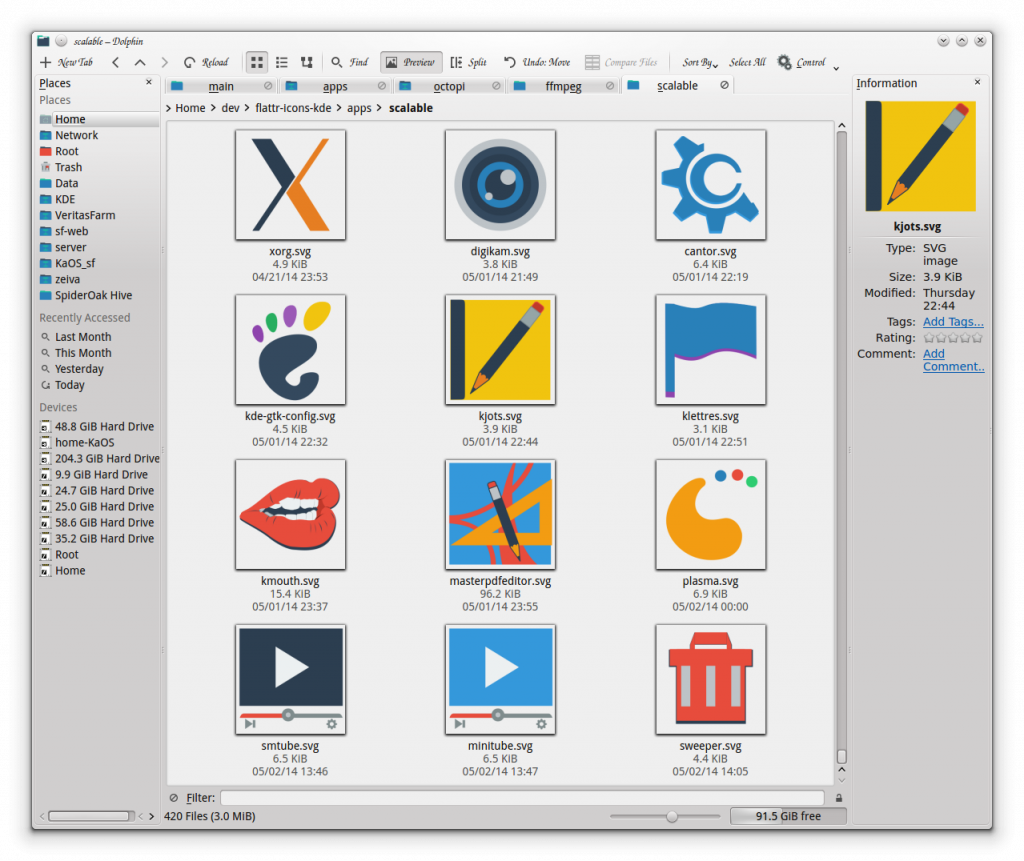 scalable – Dolphin
New Tab Reload Find Preview Split Undo: Move Compare Files Sort By Select All Control
Places
Places
Home
Network
Root
Trash
Data
KDE
VeritasFarm
sf-web
server
KaOS_sf
zeiva
SpiderOak Hive
Recently Accessed
Last Month
This Month
Yesterday
Today
Devices
48.8 GiB Hard Drive
home-KaOS
204.3 GiB Hard Drive
9.9 GiB Hard Drive
24.7 GiB Hard Drive
25.0 GiB Hard Drive
58.6 GiB Hard Drive
35.2 GiB Hard Drive
Root
Home
main apps octopi ffmpeg scalable
Home > dev > flattr-icons-kde > apps > scalable
xorg.svg
4.9 KiB
04/21/14 23:53
digikam.svg
3.8 KiB
05/01/14 21:49
cantor.svg
6.4 KiB
05/01/14 22:19
kde-gtk-config.svg
4.5 KiB
05/01/14 22:32
kjots.svg
3.9 KiB
05/01/14 22:44
klettres.svg
3.1 KiB
05/01/14 22:51
kmouth.svg
15.4 KiB
05/01/14 23:37
masterpdfeditor.svg
96.2 KiB
05/01/14 23:55
plasma.svg
6.9 KiB
05/02/14 00:00
smtube.svg
6.5 KiB
05/02/14 13:46
minitube.svg
6.5 KiB
05/02/14 13:47
sweeper.svg
4.4 KiB
05/02/14 14:05
Filter:
420 Files (3.0 MiB)
91.5 GiB free
Information
kjots.svg
Type: SVG
image
Size: 3.9 KiB
Modified: Thursday
22:44
Tags: Add Tags...
Rating:
Comment: Add
Comment..